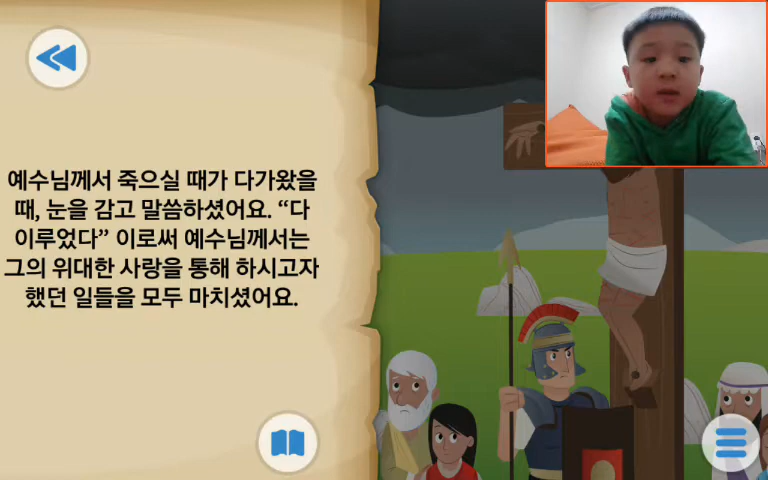 예수님께서 죽으실 때가 다가왔을
때, 눈을 감고 말씀하셨어요. “다
이루었다” 이로써 예수님께서는
그의 위대한 사랑을 통해 하시고자
했던 일들을 모두 마치셨어요.